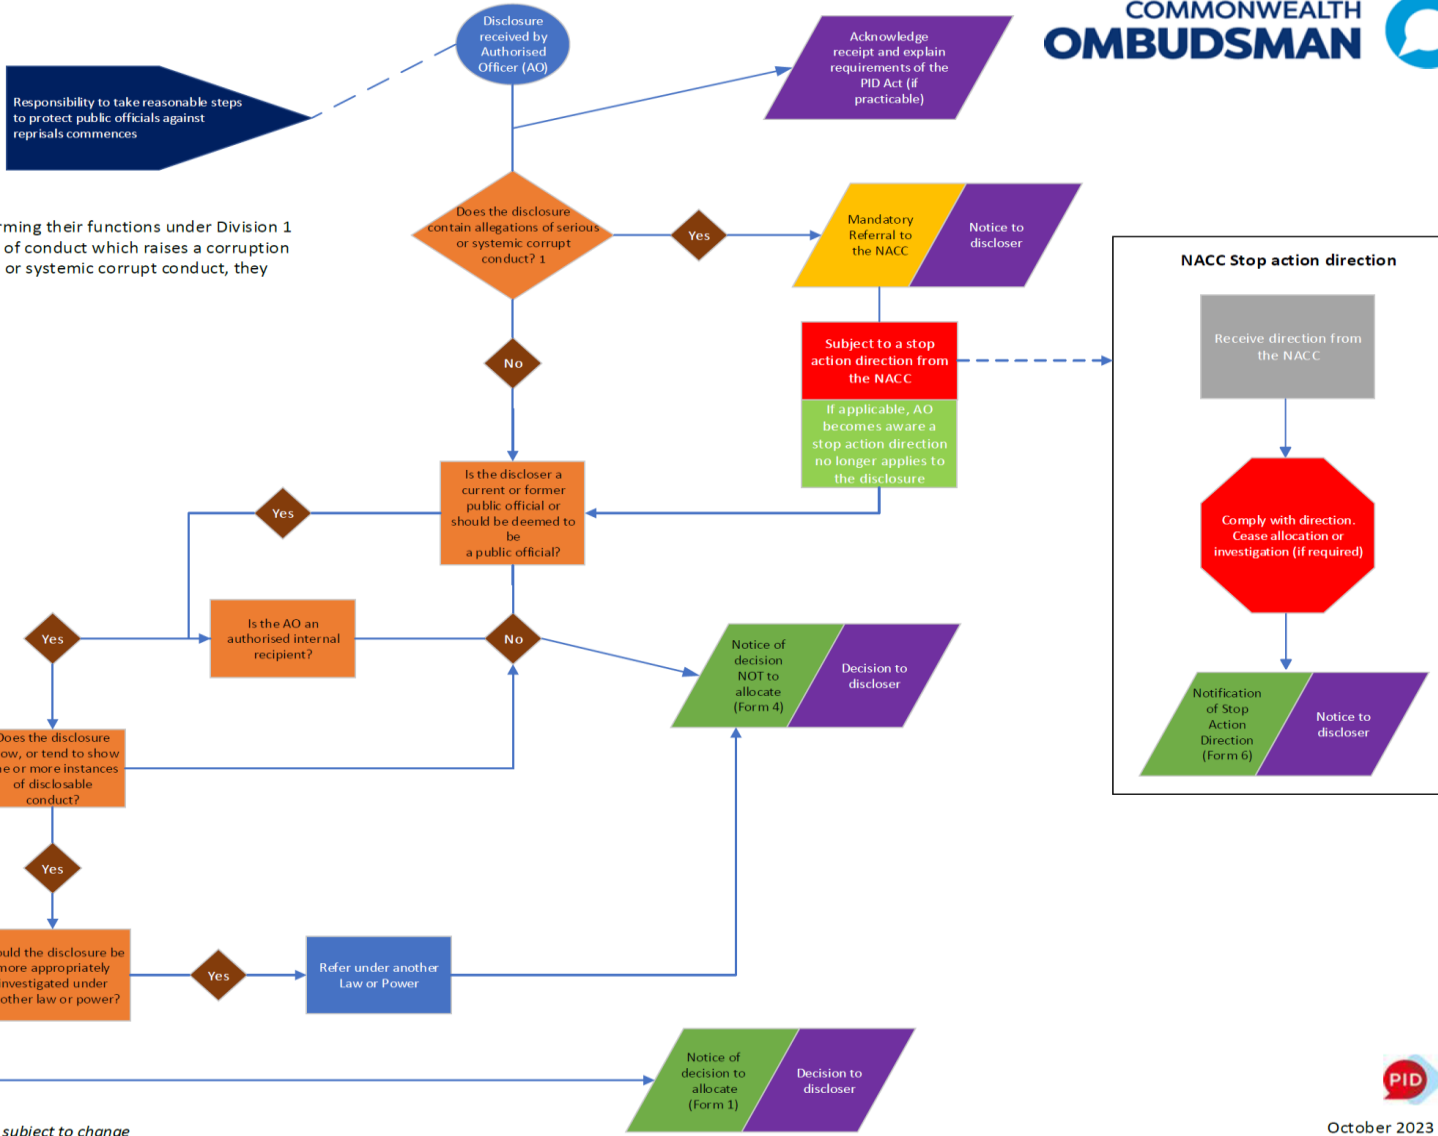 COMMONWEALTH
OMBUDSMAN
Disclosure
received by
Authorised
Officer (AO)
Acknowledge
receipt and explain
requirements of the
PID Act (if
practicable)
Responsibility to take reasonable steps
to protect public officials against
reprisals commences
rming their functions under Division 1
of conduct which raises a corruption
or systemic corrupt conduct, they
Does the disclosure
contain allegations of serious
or systemic corrupt
conduct? 1
Yes
Mandatory
Referral to
the NACC
Notice to
discloser
No
Subject to a stop
action direction from
the NACC
If applicable, AO
becomes aware a
stop action direction
no longer applies to
the disclosure
NACC Stop action direction
Receive direction from
the NACC
Comply with direction.
Cease allocation or
investigation (if required)
Notification
of Stop
Action
Direction
(Form 6)
Notice to
discloser
Is the discloser a
current or former
public official or
should be deemed to
be
a public official?
Yes
Yes
Is the AO an
authorised internal
recipient?
No
Notice of
decision
NOT to
allocate
(Form 4)
Decision to
discloser
Does the disclosure
ow, or tend to show
e or more instances
of disclosable
conduct?
Yes
uld the disclosure be
more appropriately
investigated under
other law or power?
Yes
Refer under another
Law or Power
Notice of
decision to
allocate
(Form 1)
Decision to
discloser
PID
subject to change
October 2023